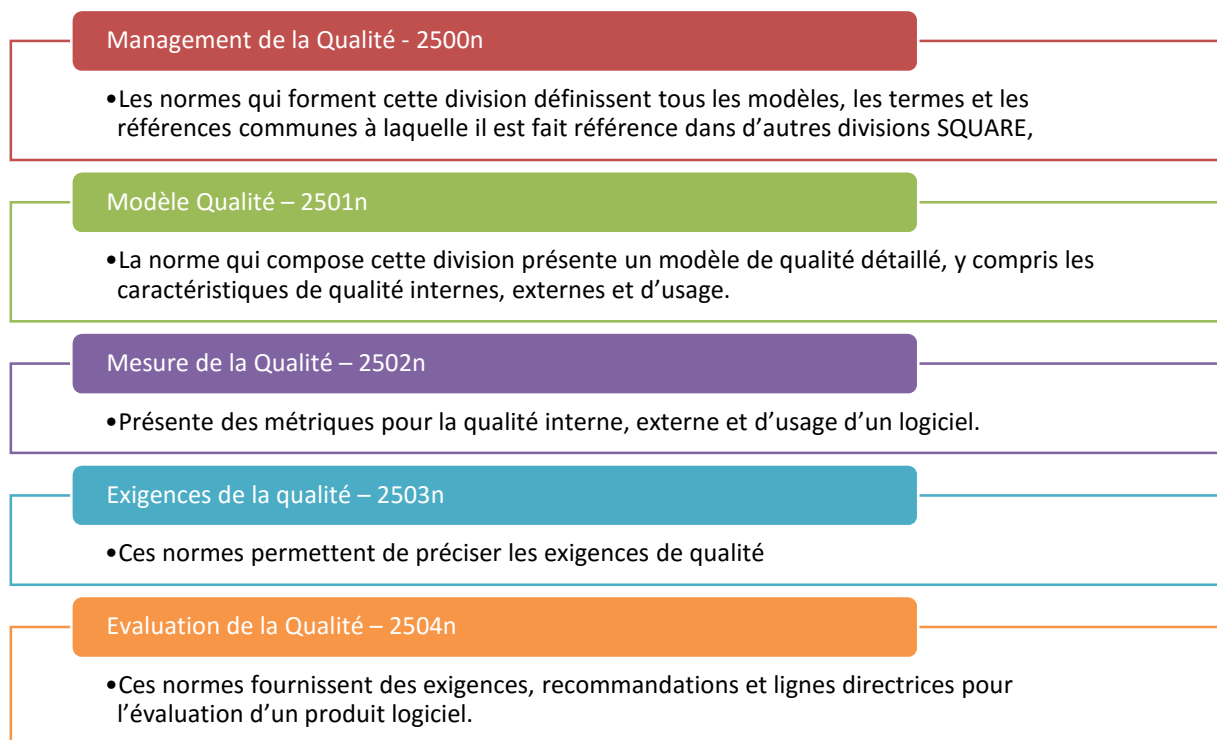 Management de la Qualité - 2500n
•Les normes qui forment cette division définissent tous les modèles, les termes et les
références communes à laquelle il est fait référence dans d’autres divisions SQUARE,
Modèle Qualité – 2501n
•La norme qui compose cette division présente un modèle de qualité détaillé, y compris les
caractéristiques de qualité internes, externes et d’usage.
Mesure de la Qualité – 2502n
•Présente des métriques pour la qualité interne, externe et d’usage d’un logiciel.
Exigences de la qualité – 2503n
•Ces normes permettent de préciser les exigences de qualité
Evaluation de la Qualité – 2504n
•Ces normes fournissent des exigences, recommandations et lignes directrices pour
l’évaluation d’un produit logiciel.